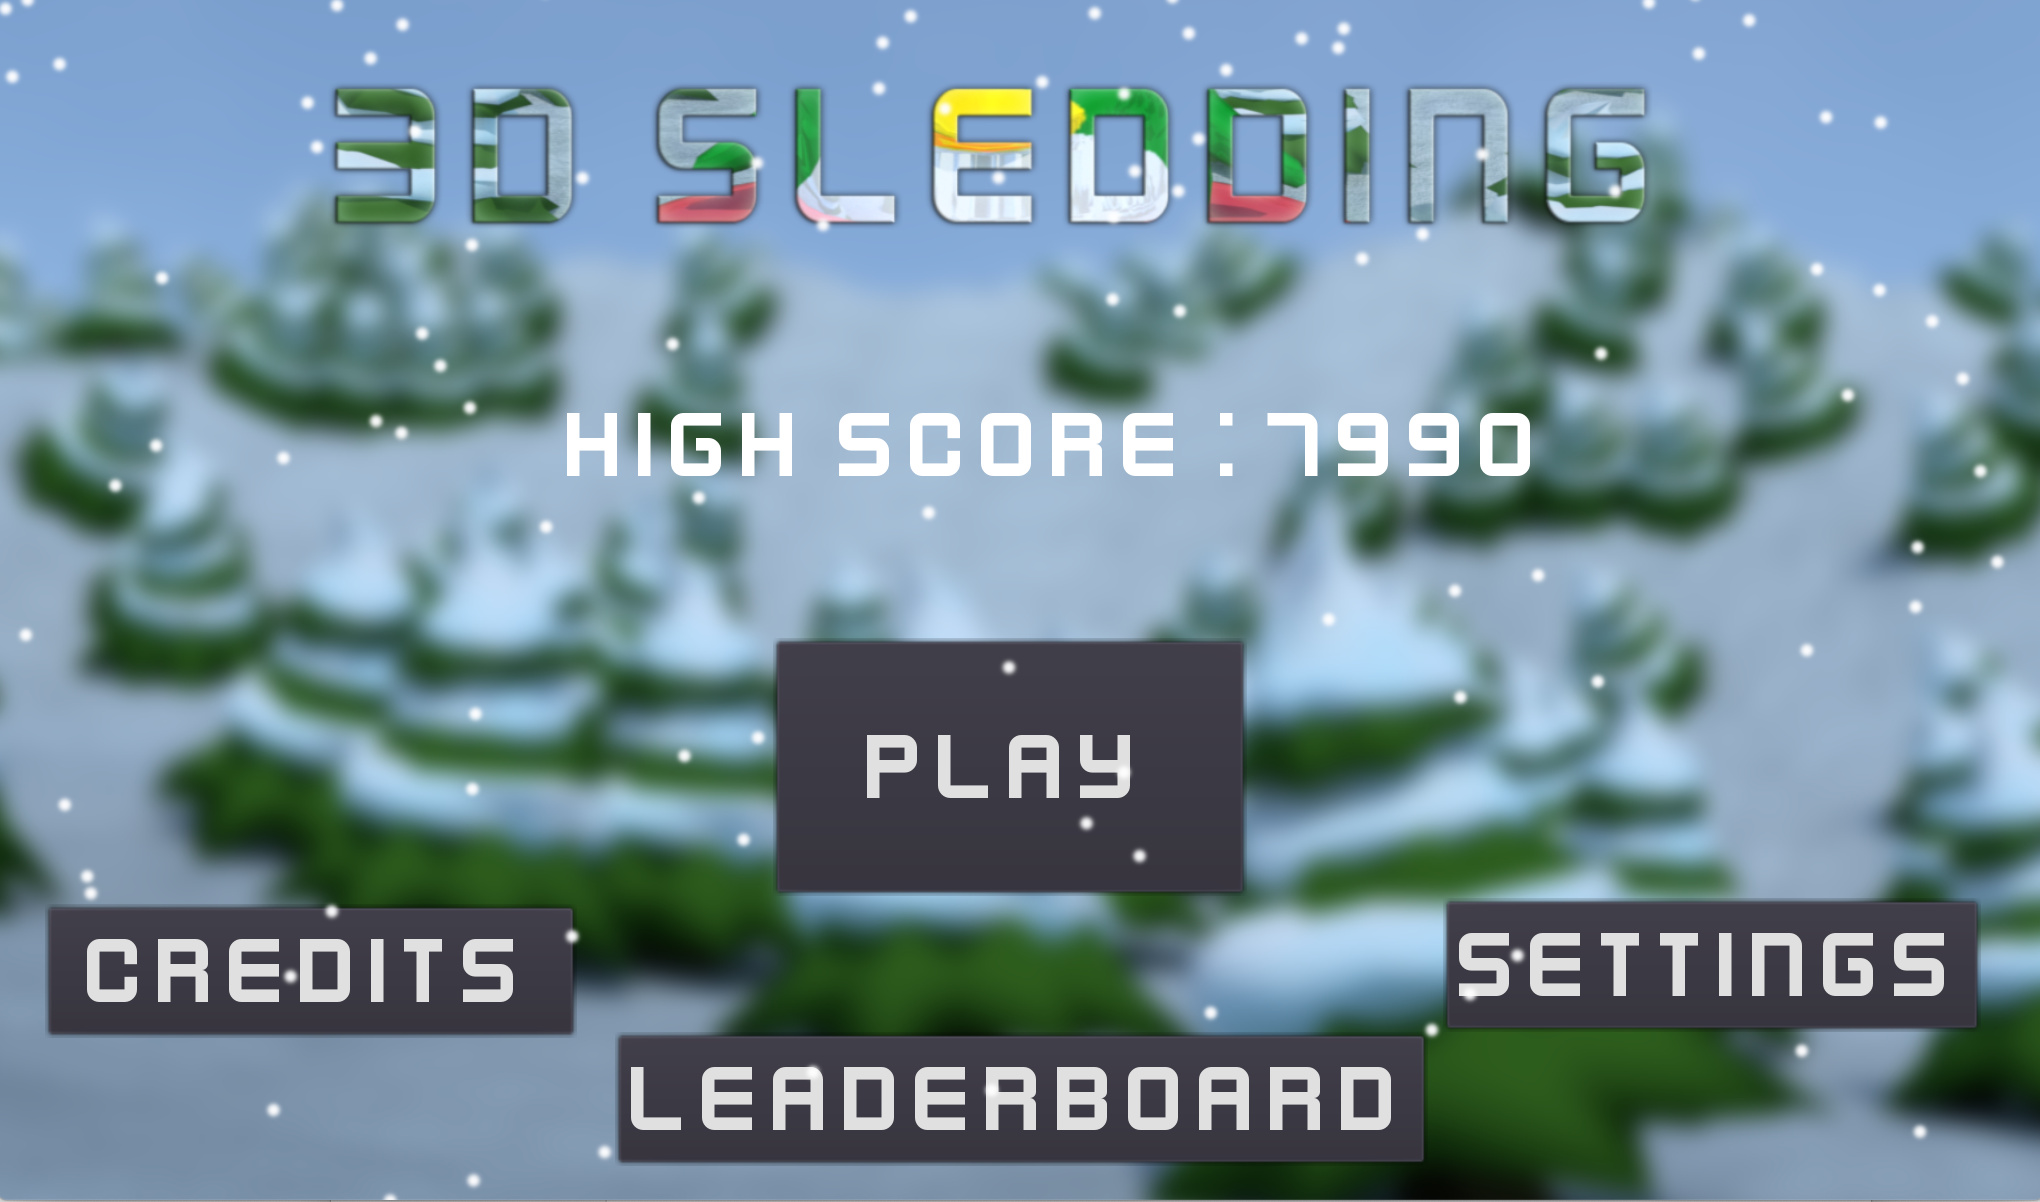 3D SLEDDING
HIGH SCORE : 7990
PLAY
CREDITS
SETTINGS
LEADERBOARD